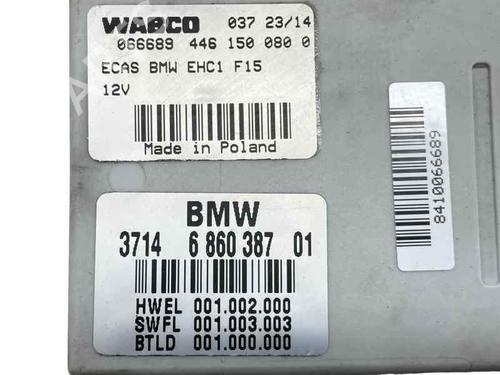 WABCO 037 23/14
066689 446 150 080 0
ECAS BMW EHC1 F15
12V
Made in Poland
8410066689
BMW
3714 6 860 387 01
HWEL 001.002.000
SWFL 001.003.003
BTLD 001.000.000